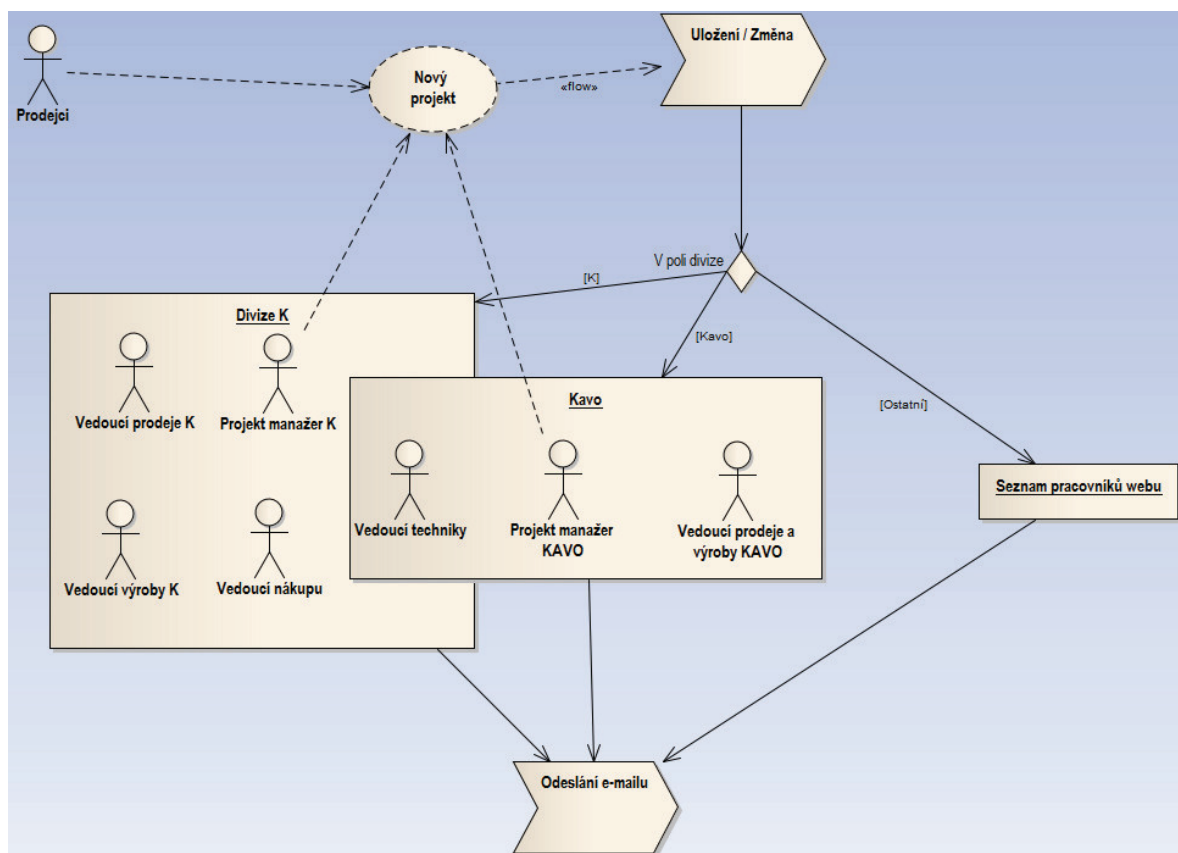 Uložení / Změna
Nový
projekt
«flow»
Prodejci
V poli divize
[K]
[Kavo]
[Ostatní]
Divize K
Vedoucí prodeje K
Projekt manažer K
Vedoucí výroby K
Vedoucí nákupu
Kavo
Vedoucí techniky
Projekt manažer
KAVO
Vedoucí prodeje a
výroby KAVO
Seznam pracovníků webu
Odeslání e-mailu